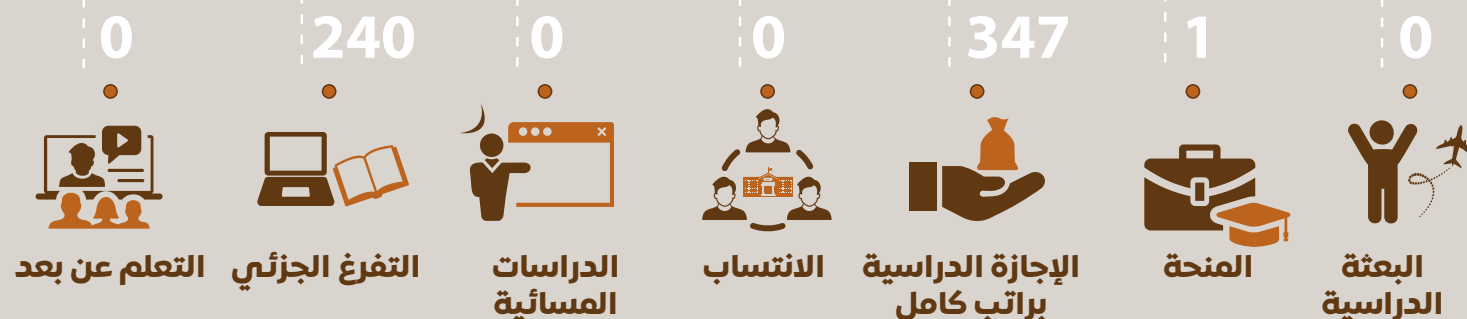 0
1
347
0
0
240
0
البعثة الدراسية
المنحة
الإجازة الدراسية براتب كامل
الانتساب
الدراسات المسائية
التفرغ الجزئي
التعلم عن بعد